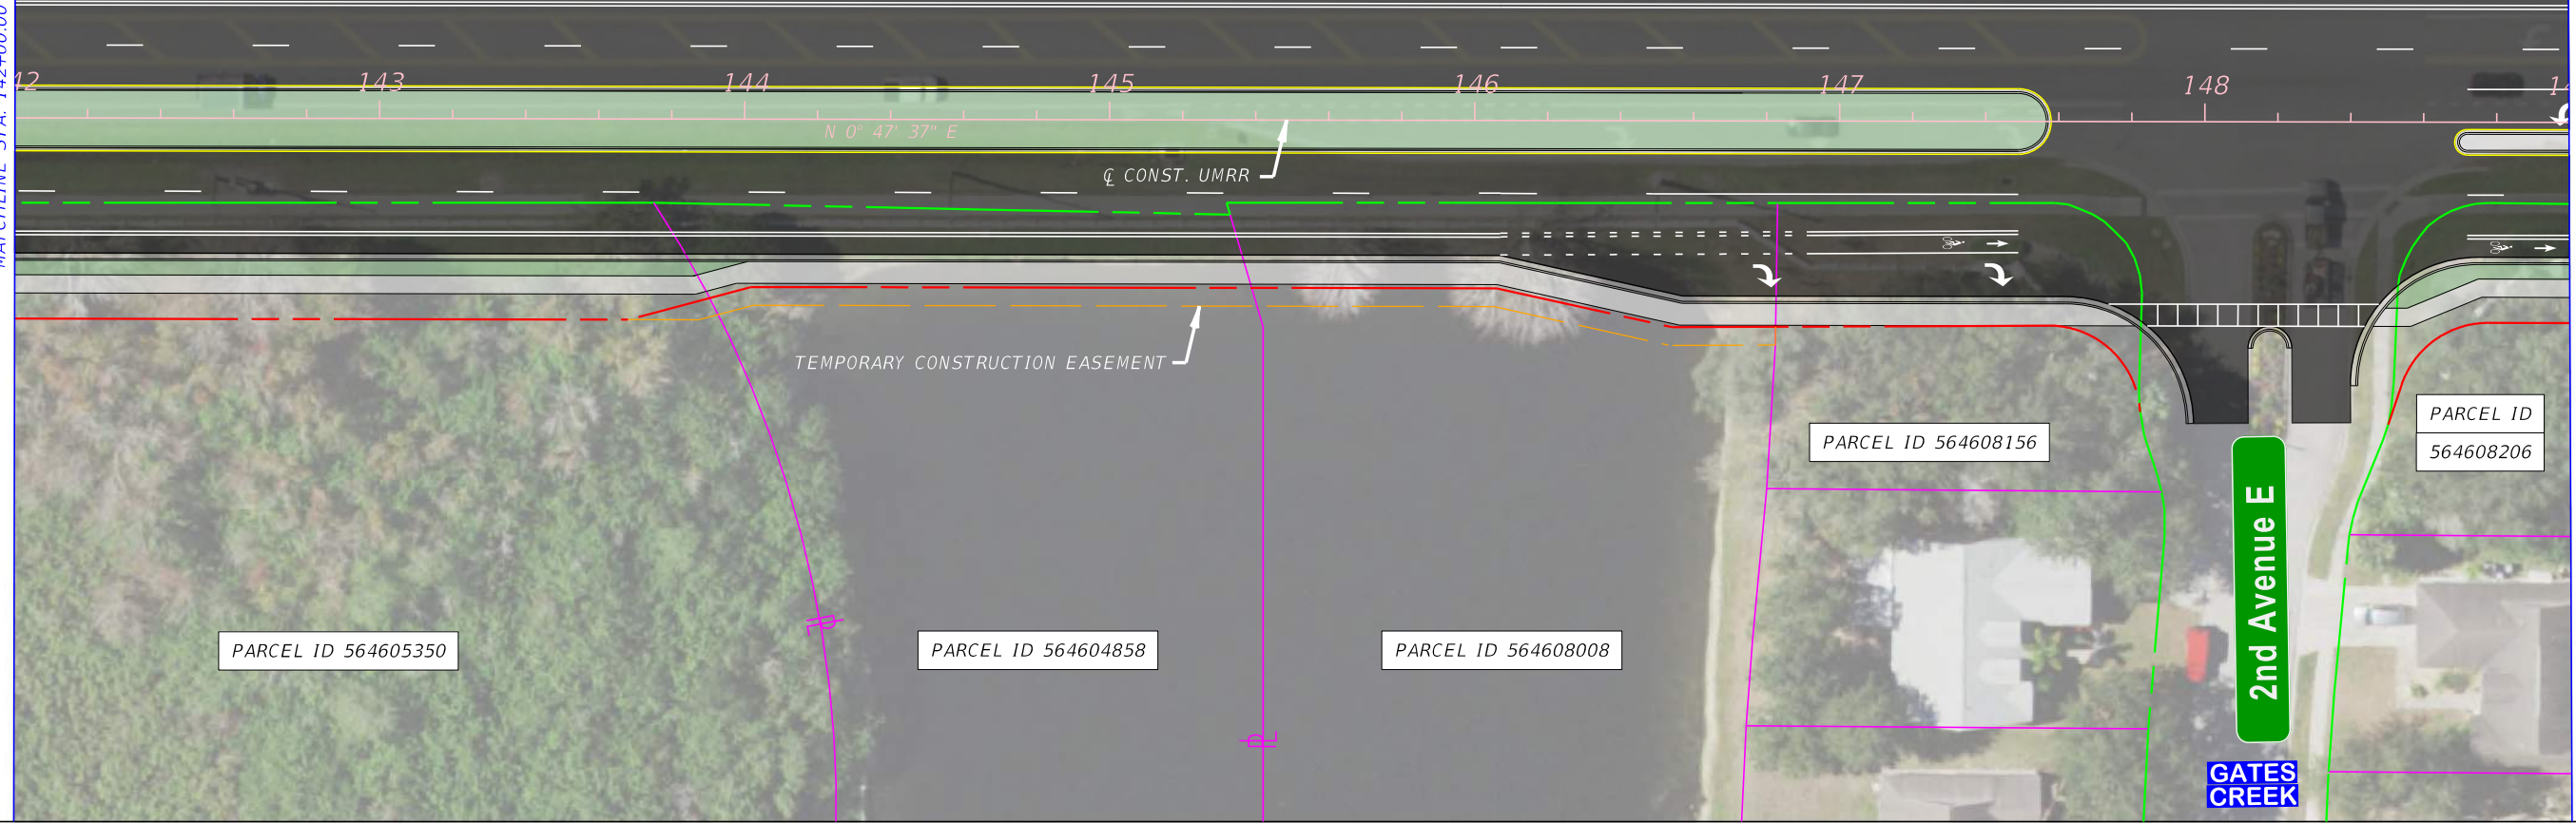 MATCHLINE STA. 142+00.00
143
144
145
146
147
148
N 0° 47' 37" E
℄ CONST. UMRR
TEMPORARY CONSTRUCTION EASEMENT
PARCEL ID 564608156
PARCEL ID
564608206
PARCEL ID 564605350
PARCEL ID 564604858
PARCEL ID 564608008
2nd Avenue E
GATES
CREEK